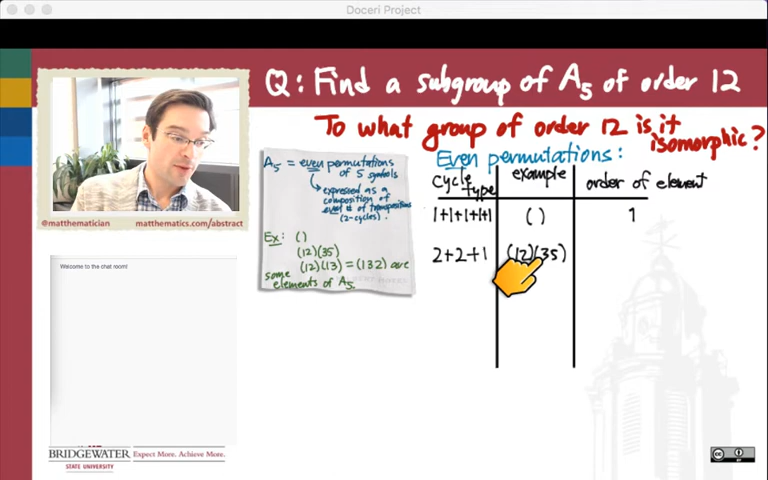 Doceri Project
Q: Find a subgroup of A5 of order 12
To what group of order 12 is it isomorphic?
Even permutations:
cycle type
example
order of element
1+1+1+1+1
( )
1
2+2+1
(12)(35)
A5 = even permutations
of 5 symbols
expressed as a
composition of
even # of transpositions
(2-cycles).
Ex: ()
(12)(35)
(12)(13) = (132) are
some
elements of A5.
@matthematician
matthematics.com/abstract
Welcome to the chat room!
BRIDGEWATER
STATE UNIVERSITY
Expect More. Achieve More.
cc
BY